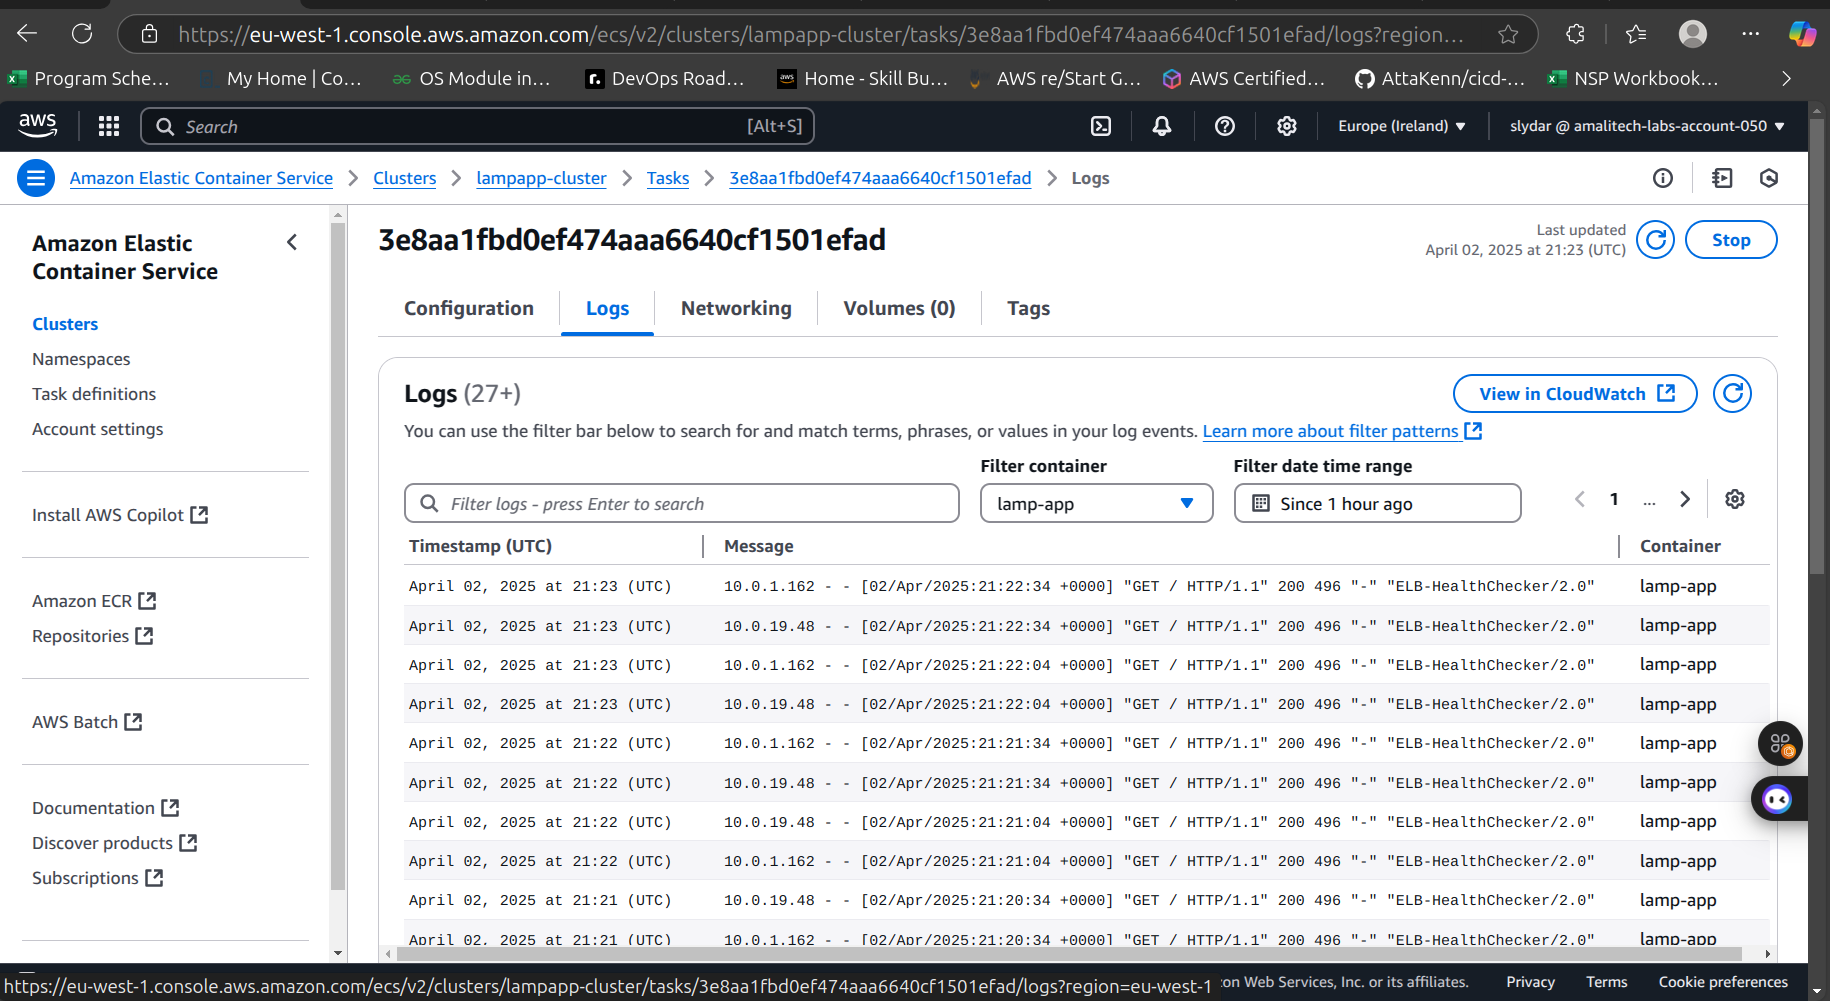 https://eu-west-1.console.aws.amazon.com/ecs/v2/clusters/lampapp-cluster/tasks/3e8aa1fbd0ef474aaa6640cf1501efad/logs?region...
Program Sche... My Home | Co... OS Module in... DevOps Road... Home - Skill Bu... AWS re/Start G... AWS Certified... AttaKenn/cicd-... NSP Workbook...
aws Search [Alt+S] Europe (Ireland) slydar @ amalitech-labs-account-050
Amazon Elastic Container Service Clusters lampapp-cluster Tasks 3e8aa1fbd0ef474aaa6640cf1501efad Logs
Amazon Elastic
Container Service
Clusters
Namespaces
Task definitions
Account settings
Install AWS Copilot
Amazon ECR
Repositories
AWS Batch
Documentation
Discover products
Subscriptions
3e8aa1fbd0ef474aaa6640cf1501efad
Last updated
April 02, 2025 at 21:23 (UTC)
Stop
Configuration Logs Networking Volumes (0) Tags
Logs (27+)
View in CloudWatch
You can use the filter bar below to search for and match terms, phrases, or values in your log events. Learn more about filter patterns
Filter container Filter date time range
Filter logs - press Enter to search lamp-app Since 1 hour ago 1 ...
Timestamp (UTC) Message Container
April 02, 2025 at 21:23 (UTC) 10.0.1.162 - - [02/Apr/2025:21:22:34 +0000] "GET / HTTP/1.1" 200 496 "-" "ELB-HealthChecker/2.0" lamp-app
April 02, 2025 at 21:23 (UTC) 10.0.19.48 - - [02/Apr/2025:21:22:34 +0000] "GET / HTTP/1.1" 200 496 "-" "ELB-HealthChecker/2.0" lamp-app
April 02, 2025 at 21:23 (UTC) 10.0.1.162 - - [02/Apr/2025:21:22:04 +0000] "GET / HTTP/1.1" 200 496 "-" "ELB-HealthChecker/2.0" lamp-app
April 02, 2025 at 21:23 (UTC) 10.0.19.48 - - [02/Apr/2025:21:22:04 +0000] "GET / HTTP/1.1" 200 496 "-" "ELB-HealthChecker/2.0" lamp-app
April 02, 2025 at 21:22 (UTC) 10.0.1.162 - - [02/Apr/2025:21:21:34 +0000] "GET / HTTP/1.1" 200 496 "-" "ELB-HealthChecker/2.0" lamp-app
April 02, 2025 at 21:22 (UTC) 10.0.19.48 - - [02/Apr/2025:21:21:34 +0000] "GET / HTTP/1.1" 200 496 "-" "ELB-HealthChecker/2.0" lamp-app
April 02, 2025 at 21:22 (UTC) 10.0.19.48 - - [02/Apr/2025:21:21:04 +0000] "GET / HTTP/1.1" 200 496 "-" "ELB-HealthChecker/2.0" lamp-app
April 02, 2025 at 21:22 (UTC) 10.0.1.162 - - [02/Apr/2025:21:21:04 +0000] "GET / HTTP/1.1" 200 496 "-" "ELB-HealthChecker/2.0" lamp-app
April 02, 2025 at 21:21 (UTC) 10.0.19.48 - - [02/Apr/2025:21:20:34 +0000] "GET / HTTP/1.1" 200 496 "-" "ELB-HealthChecker/2.0" lamp-app
April 02, 2025 at 21:21 (UTC) 10.0.1.162 - - [02/Apr/2025:21:20:34 +0000] "GET / HTTP/1.1" 200 496 "-" "ELB-HealthChecker/2.0" lamp-app
https://eu-west-1.console.aws.amazon.com/ecs/v2/clusters/lampapp-cluster/tasks/3e8aa1fbd0ef474aaa6640cf1501efad/logs?region=eu-west-1 on Web Services, Inc. or its affiliates. Privacy Terms Cookie preferences